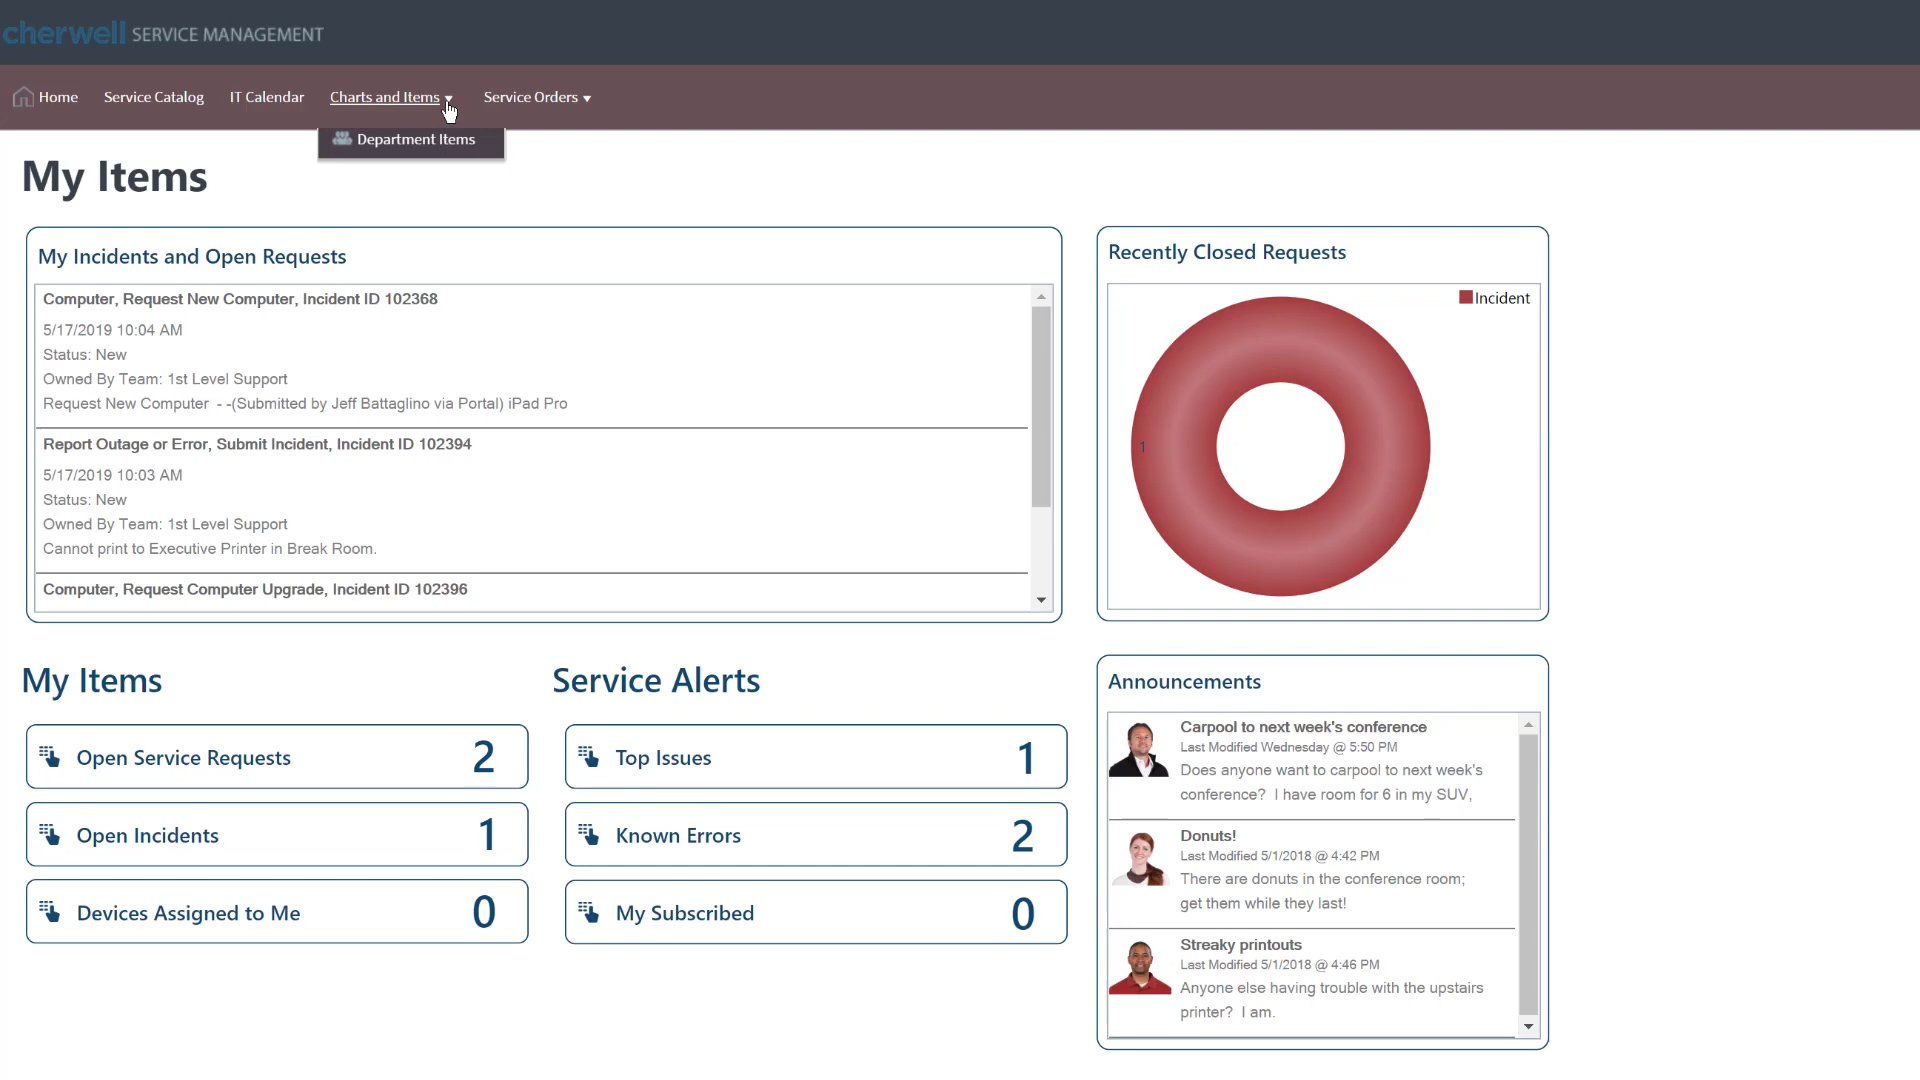 cherwell SERVICE MANAGEMENT
Home Service Catalog IT Calendar Charts and Items Service Orders
Department Items
My Items
My Incidents and Open Requests
Computer, Request New Computer, Incident ID 102368
5/17/2019 10:04 AM
Status: New
Owned By Team: 1st Level Support
Request New Computer - -(Submitted by Jeff Battaglino via Portal) iPad Pro
Report Outage or Error, Submit Incident, Incident ID 102394
5/17/2019 10:03 AM
Status: New
Owned By Team: 1st Level Support
Cannot print to Executive Printer in Break Room.
Computer, Request Computer Upgrade, Incident ID 102396
Recently Closed Requests
Incident
1
My Items
Open Service Requests 2
Open Incidents 1
Devices Assigned to Me 0
Service Alerts
Top Issues 1
Known Errors 2
My Subscribed 0
Announcements
Carpool to next week's conference
Last Modified Wednesday @ 5:50 PM
Does anyone want to carpool to next week's
conference? I have room for 6 in my SUV,
Donuts!
Last Modified 5/1/2018 @ 4:42 PM
There are donuts in the conference room;
get them while they last!
Streaky printouts
Last Modified 5/1/2018 @ 4:46 PM
Anyone else having trouble with the upstairs
printer? I am.